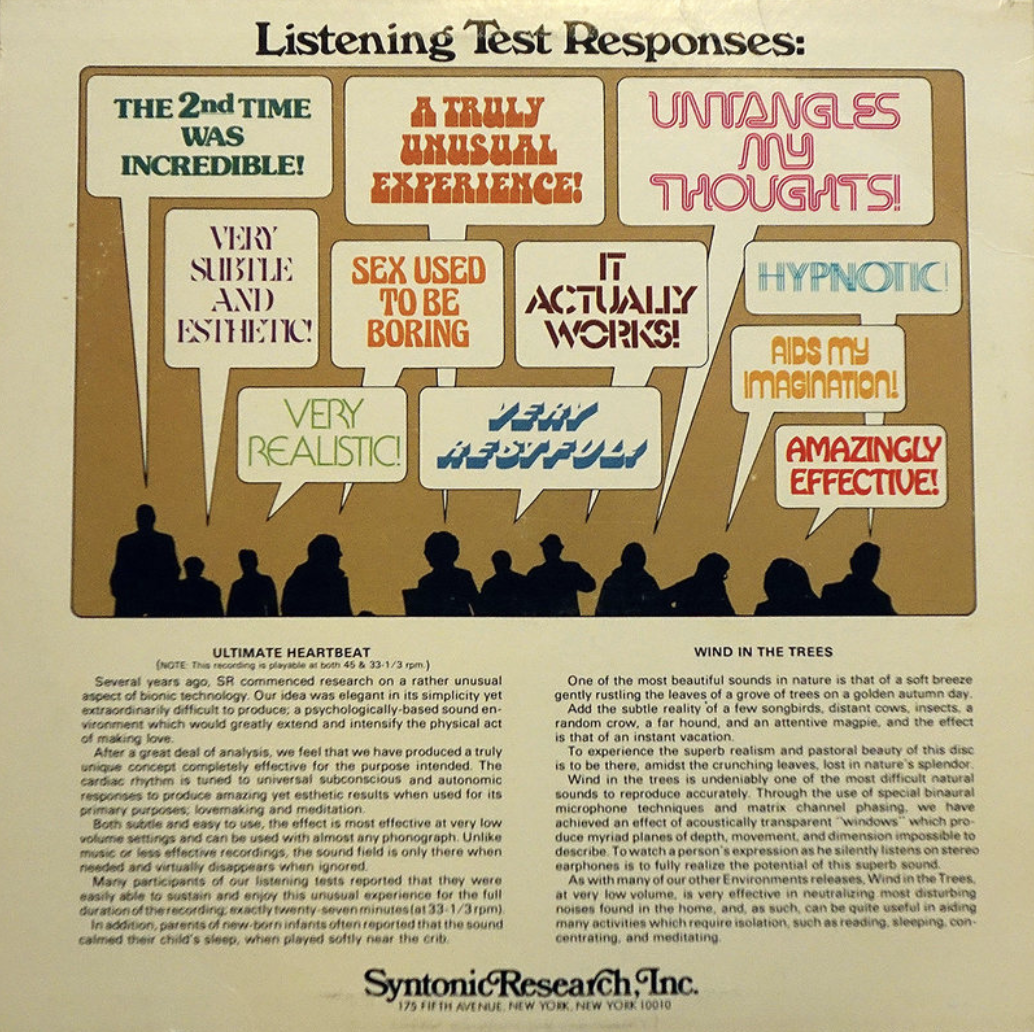 Listening Test Responses:
THE 2nd TIME
WAS
INCREDIBLE!
A TRULY
UNUSUAL
EXPERIENCE!
UNTANGLES
MY
THOUGHTS!
VERY
SUBTLE
AND
ESTHETIC!
SEX USED
TO BE
BORING
IT
ACTUALLY
WORKS!
HYPNOTIC!
AIDS MY
IMAGINATION!
VERY
REALISTIC!
VERY
RESTFUL!
AMAZINGLY
EFFECTIVE!
ULTIMATE HEARTBEAT
(NOTE: This recording is playable at both 45 & 33-1/3 rpm.)
Several years ago, SR commenced research on a rather unusual
aspect of bionic technology. Our idea was elegant in its simplicity yet
extraordinarily difficult to produce; a psychologically-based sound en-
vironment which would greatly extend and intensify the physical act
of making love.
After a great deal of analysis, we feel that we have produced a truly
unique concept completely effective for the purpose intended. The
cardiac rhythm is tuned to universal subconscious and autonomic
responses to produce amazing yet esthetic results when used for its
primary purposes; lovemaking and meditation.
Both subtle and easy to use, the effect is most effective at very low
volume settings and can be used with almost any phonograph. Unlike
music or less effective recordings, the sound field is only there when
needed and virtually disappears when ignored.
Many participants of our listening tests reported that they were
easily able to sustain and enjoy this unusual experience for the full
duration of the recording; exactly twenty-seven minutes (at 33-1/3 rpm).
In addition, parents of new-born infants often reported that the sound
calmed their child's sleep, when played softly near the crib.
WIND IN THE TREES
One of the most beautiful sounds in nature is that of a soft breeze
gently rustling the leaves of a grove of trees on a golden autumn day.
Add the subtle reality of a few songbirds, distant cows, insects, a
random crow, a far hound, and an attentive magpie, and the effect
is that of an instant vacation.
To experience the superb realism and pastoral beauty of this disc
is to be there, amidst the crunching leaves, lost in nature's splendor.
Wind in the trees is undeniably one of the most difficult natural
sounds to reproduce accurately. Through the use of special binaural
microphone techniques and matrix channel phasing, we have
achieved an effect of acoustically transparent "windows" which pro-
duce myriad planes of depth, movement, and dimension impossible to
describe. To watch a person's expression as he silently listens on stereo
earphones is to fully realize the potential of this superb sound.
As with many of our other Environments releases, Wind in the Trees,
at very low volume, is very effective in neutralizing most disturbing
noises found in the home, and, as such, can be quite useful in aiding
many activities which require isolation, such as reading, sleeping, con-
centrating, and meditating.
Syntonic Research, Inc.
175 FIFTH AVENUE, NEW YORK, NEW YORK 10010